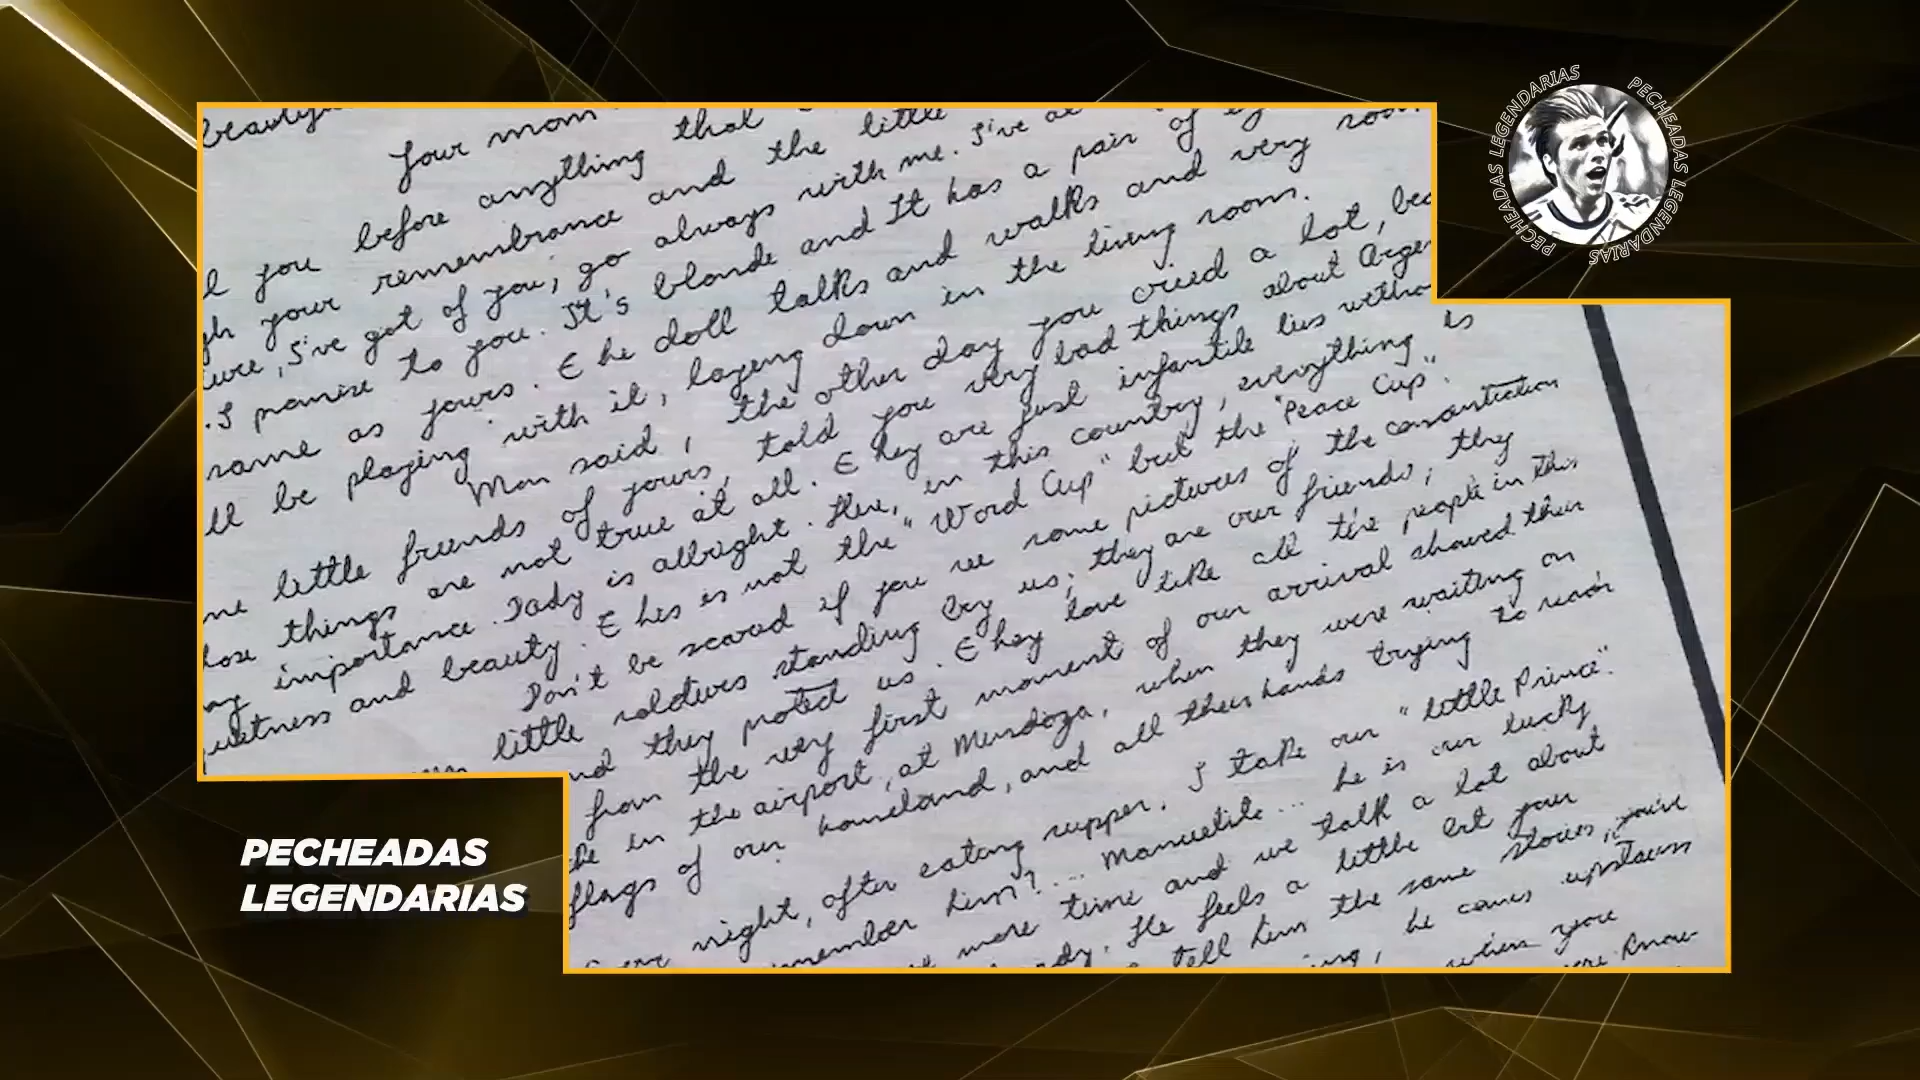 Your mom
you before anything that
your remembrance and the little
I've got of you, go always with me. I've
. I promise to you. It's blonde and It has a pair of
same as yours. The doll talks and walks and very
ll be playing with it, layeng down in the living room.
Mom said, the other day you cried a lot,
little friends of yours, told you very bad things about
things are not true at all. They are just infantile lies
importance. Dady is allright. Here, in this country, everything is
and beauty. This is not the "Word Cup" but the "Peace Cup".
Don't be scared if you see some pictures of the
little soldiers standing by us; they are our friends; they
they proted us. They love like all the people in this
from the very first moment of our arrival showed their
in the airport, at Mendoza, when they were waiting on
flags of our homeland, and all their hands trying to reach
night, after eating supper. I take our "little Prince".
him?.... Manuelito... he is our lucky
more time and we talk a lot about
He feels a little bit your
tell him the same stories, you've
, he comes upstairs
when you
PECHEADAS LEGENDARIAS
PECHEADAS LEGENDARIAS
PECHEADAS
LEGENDARIAS